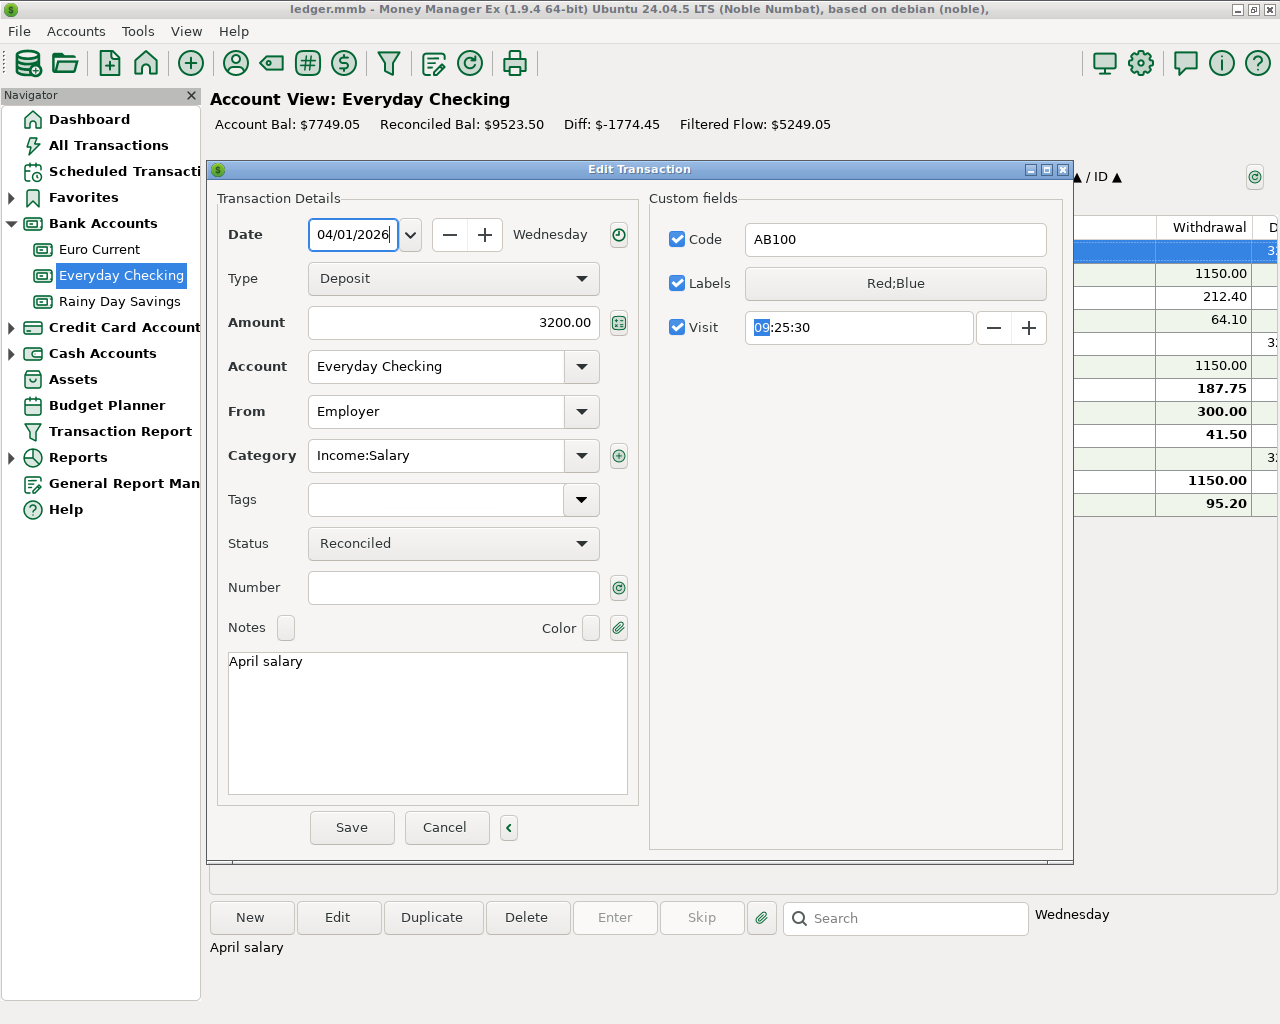 ledger.mmb - Money Manager Ex (1.9.4 64-bit) Ubuntu 24.04.5 LTS (Noble Numbat), based on debian (noble),
File Accounts Tools View Help
Navigator
Dashboard
All Transactions
Scheduled Transacti
Favorites
Bank Accounts
Euro Current
Everyday Checking
Rainy Day Savings
Credit Card Account
Cash Accounts
Assets
Budget Planner
Transaction Report
Reports
General Report Man
Help
Account View: Everyday Checking
Account Bal: $7749.05 Reconciled Bal: $9523.50 Diff: $-1774.45 Filtered Flow: $5249.05
▲ / ID ▲
Withdrawal D
32
1150.00
212.40
64.10
32
1150.00
187.75
300.00
41.50
32
1150.00
95.20
Edit Transaction
Transaction Details
Date 04/01/2026 Wednesday
Type Deposit
Amount 3200.00
Account Everyday Checking
From Employer
Category Income:Salary
Tags
Status Reconciled
Number
Notes Color
April salary
Save Cancel
Custom fields
Code AB100
Labels Red;Blue
Visit 09:25:30
New Edit Duplicate Delete Enter Skip Search Wednesday
April salary